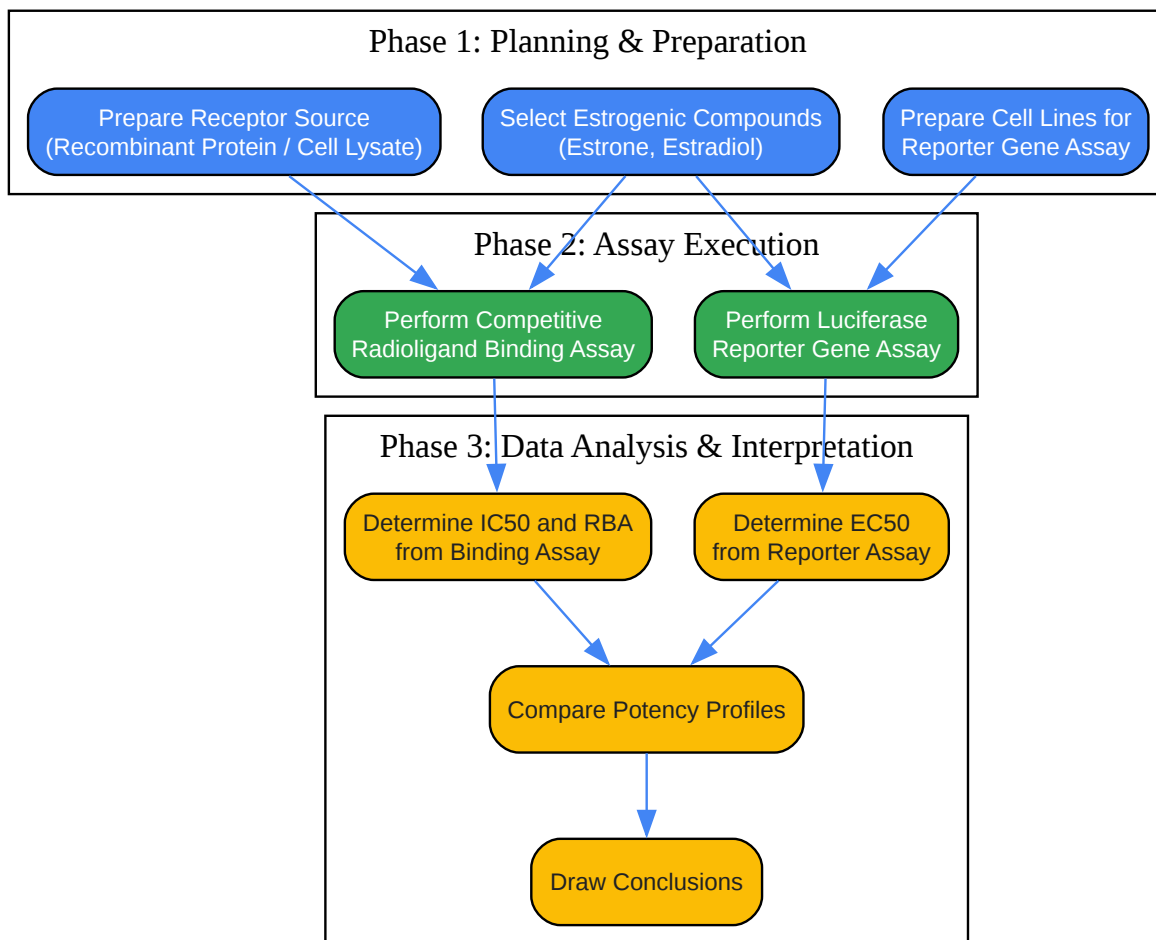 Phase 1: Planning & Preparation
Prepare Receptor Source
(Recombinant Protein / Cell Lysate)
Select Estrogenic Compounds
(Estrone, Estradiol)
Prepare Cell Lines for
Reporter Gene Assay
Phase 2: Assay Execution
Perform Competitive
Radioligand Binding Assay
Perform Luciferase
Reporter Gene Assay
Phase 3: Data Analysis & Interpretation
Determine IC50 and RBA
from Binding Assay
Determine EC50
from Reporter Assay
Compare Potency Profiles
Draw Conclusions